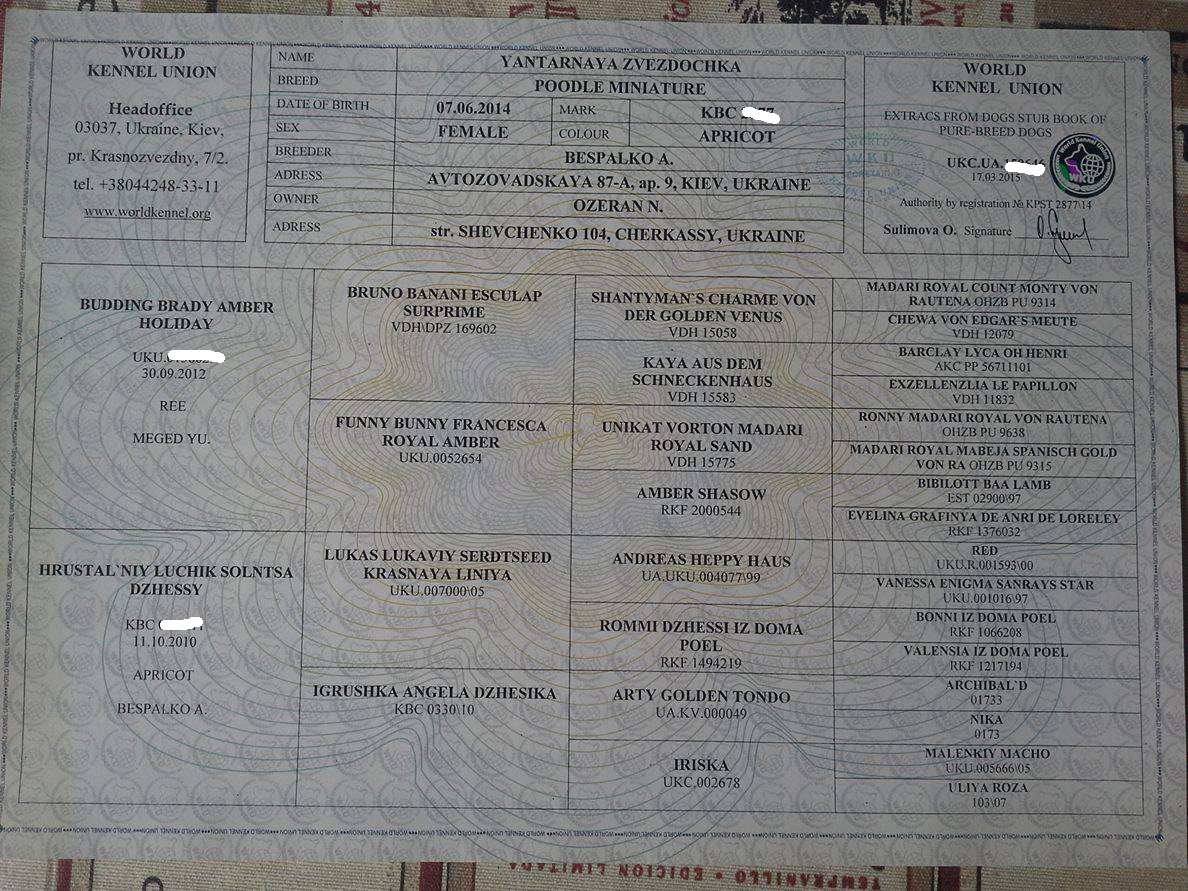 WORLD
KENNEL UNION
Headoffice
03037, Ukraine, Kiev,
pr. Krasnozvezdny, 7/2.
tel. +38044248-33-11
www.worldkennel.org
NAME
YANTARNAYA ZVEZDOCHKA
BREED
POODLE MINIATURE
DATE OF BIRTH
07.06.2014
MARK
KBC
SEX
FEMALE
COLOUR
APRICOT
BREEDER
BESPALKO A.
ADRESS
AVTOZOVADSKAYA 87-A, ap. 9, KIEV, UKRAINE
OWNER
OZERAN N.
ADRESS
str. SHEVCHENKO 104, CHERKASSY, UKRAINE
WORLD
KENNEL UNION
EXTRACS FROM DOGS STUB BOOK OF
PURE-BREED DOGS
UKC.UA.
17.03.2015
World Kennel Union
WKU
Authority by registration № KPST 2877\14
Sulimova O. Signature
BUDDING BRADY AMBER
HOLIDAY
UKU.
30.09.2012
REE
MEGED YU.
HRUSTAL`NIY LUCHIK SOLNTSA
DZHESSY
KBC
11.10.2010
APRICOT
BESPALKO A.
BRUNO BANANI ESCULAP
SURPRIME
VDH\DPZ 169602
FUNNY BUNNY FRANCESCA
ROYAL AMBER
UKU.0052654
LUKAS LUKAVIY SERDTSEED
KRASNAYA LINIYA
UKU.007000\05
IGRUSHKA ANGELA DZHESIKA
KBC 0330\10
SHANTYMAN`S CHARME VON
DER GOLDEN VENUS
VDH 15058
KAYA AUS DEM
SCHNECKENHAUS
VDH 15583
UNIKAT VORTON MADARI
ROYAL SAND
VDH 15775
AMBER SHASOW
RKF 2000544
ANDREAS HEPPY HAUS
UA.UKU.004077\99
ROMMI DZHESSI IZ DOMA
POEL
RKF 1494219
ARTY GOLDEN TONDO
UA.KV.000049
IRISKA
UKC.002678
MADARI ROYAL COUNT MONTY VON
RAUTENA OHZB PU 9314
CHEWA VON EDGAR`S MEUTE
VDH 12079
BARCLAY LYCA OH HENRI
AKC PP 56711101
EXZELLENZLIA LE PAPILLON
VDH 11832
RONNY MADARI ROYAL VON RAUTENA
OHZB PU 9638
MADARI ROYAL MABEJA SPANISCH GOLD
VON RA OHZB PU 9315
BIBILOTT BAA LAMB
EST 02900\97
EVELINA GRAFINYA DE ANRI DE LORELEY
RKF 1376032
RED
UKU.R.001593\00
VANESSA ENIGMA SANRAYS STAR
UKU.001016\97
BONNI IZ DOMA POEL
RKF 1066208
VALENSIA IZ DOMA POEL
RKF 1217194
ARCHIBAL`D
01733
NIKA
0173
MALENKIY MACHO
UKU.005666\05
ULIYA ROZA
103\07
TEMPRANILLO • EDICION LIMITADA